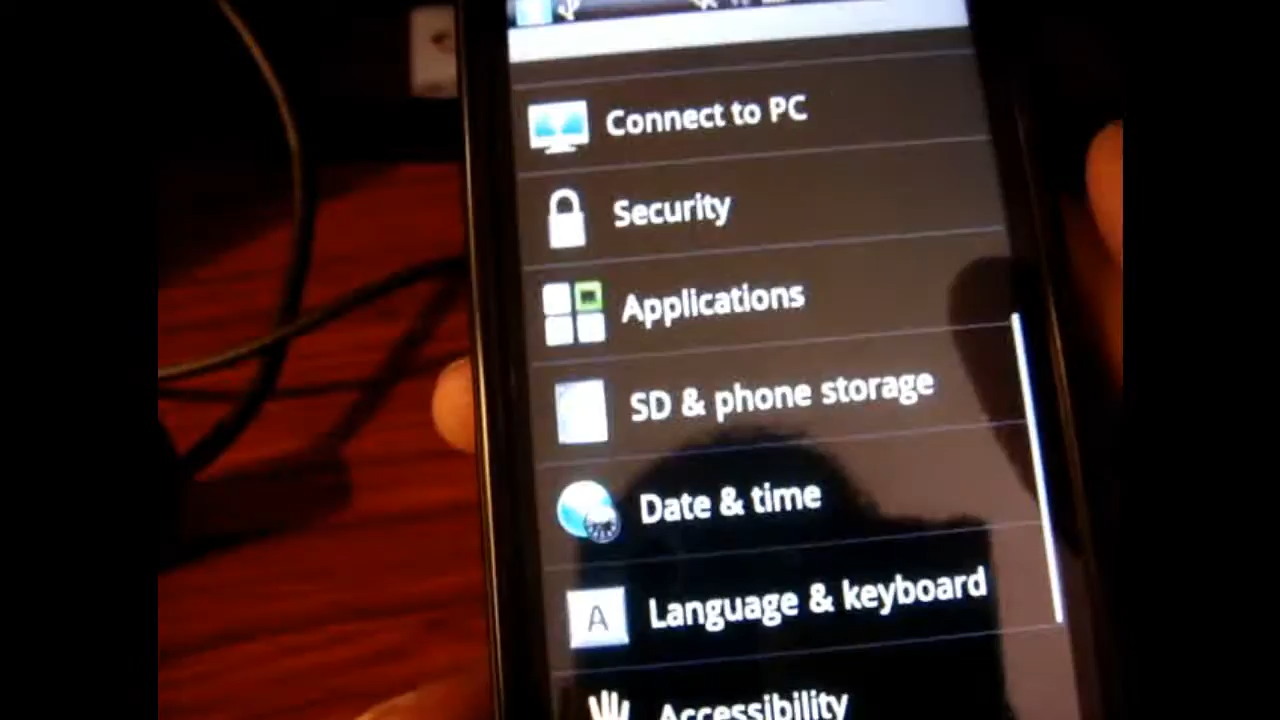 Connect to PC
Security
Applications
SD & phone storage
Date & time
A
Language & keyboard
Accessibility